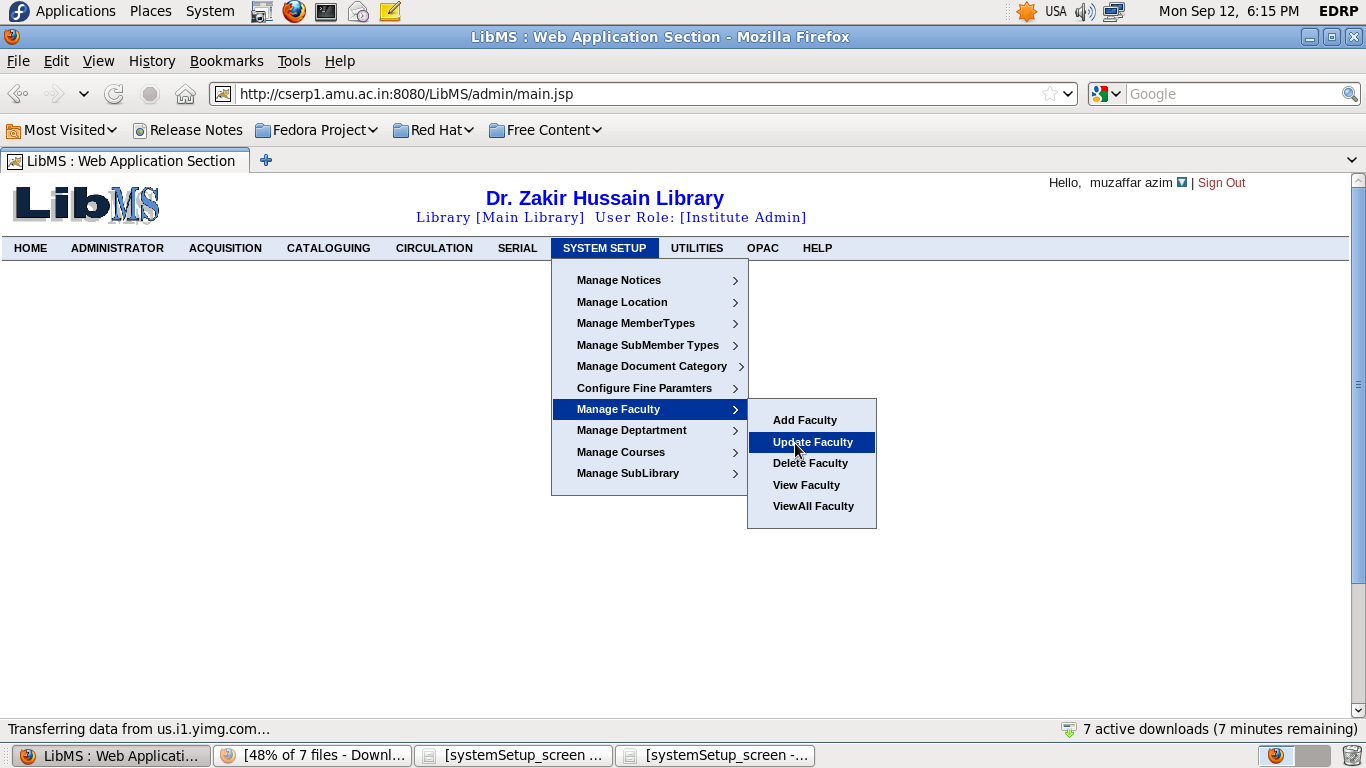 Applications Places System USA Mon Sep 12, 6:15 PM EDRP
LibMS : Web Application Section - Mozilla Firefox
File Edit View History Bookmarks Tools Help
http://cserp1.amu.ac.in:8080/LibMS/admin/main.jsp Google
Most Visited Release Notes Fedora Project Red Hat Free Content
LibMS : Web Application Section
Hello, muzaffar azim | Sign Out
LibMS
Dr. Zakir Hussain Library
Library [Main Library] User Role: [Institute Admin]
HOME ADMINISTRATOR ACQUISITION CATALOGUING CIRCULATION SERIAL SYSTEM SETUP UTILITIES OPAC HELP
Manage Notices
Manage Location
Manage MemberTypes
Manage SubMember Types
Manage Document Category
Configure Fine Paramters
Manage Faculty
Manage Deptartment
Manage Courses
Manage SubLibrary
Add Faculty
Update Faculty
Delete Faculty
View Faculty
ViewAll Faculty
Transferring data from us.i1.yimg.com... 7 active downloads (7 minutes remaining)
LibMS : Web Applicati... [48% of 7 files - Downl... [systemSetup_screen ... [systemSetup_screen -...